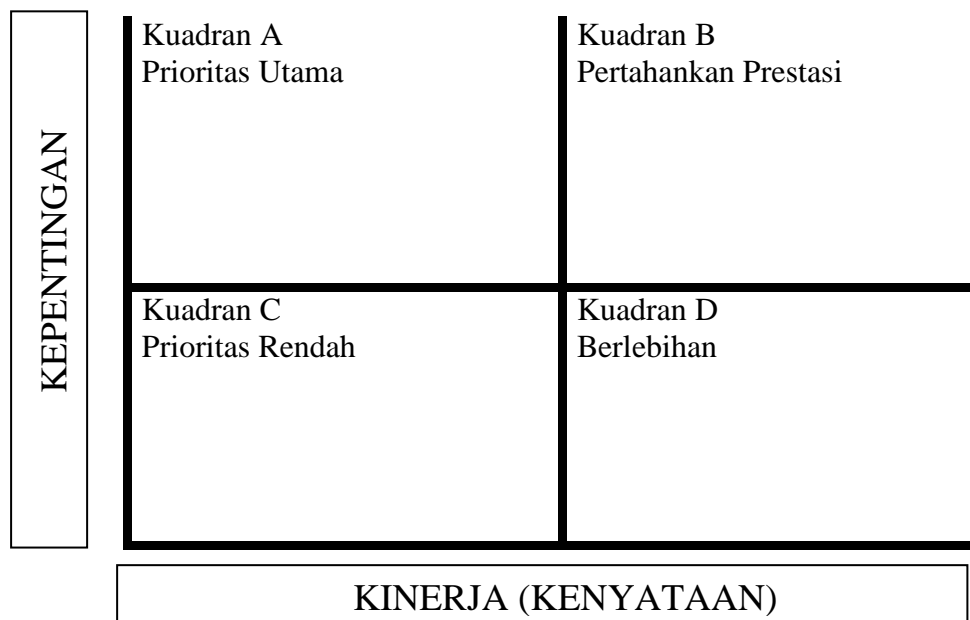 KEPENTINGAN
Kuadran A
Prioritas Utama
Kuadran B
Pertahankan Prestasi
Kuadran C
Prioritas Rendah
Kuadran D
Berlebihan
KINERJA (KENYATAAN)